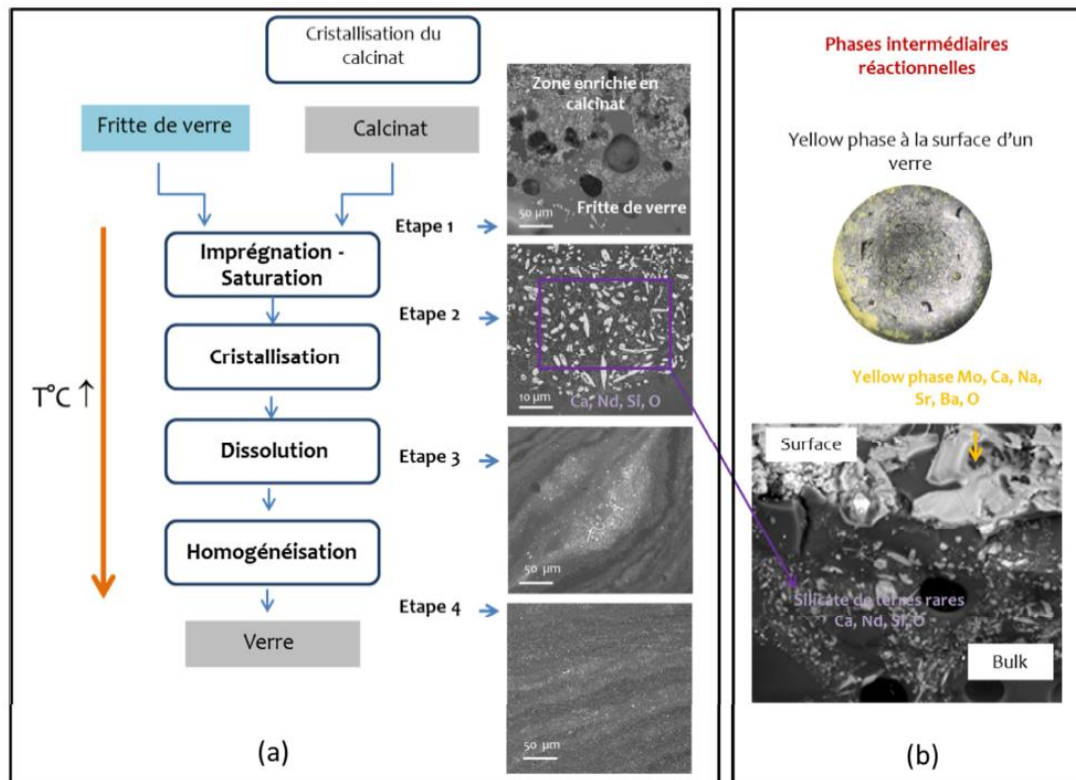 Cristallisation du
calcinat
Fritte de verre
Calcinat
T°C ↑
Imprégnation -
Saturation
Cristallisation
Dissolution
Homogénéisation
Verre
Etape 1
Zone enrichie en
calcinat
Fritte de verre
50 µm
Etape 2
10 µm
Ca, Nd, Si, O
Etape 3
50 µm
Etape 4
50 µm
(a)
Phases intermédiaires
réactionnelles
Yellow phase à la surface d'un
verre
Yellow phase Mo, Ca, Na,
Sr, Ba, O
Surface
Silicate de terres rares
Ca, Nd, Si, O
Bulk
(b)